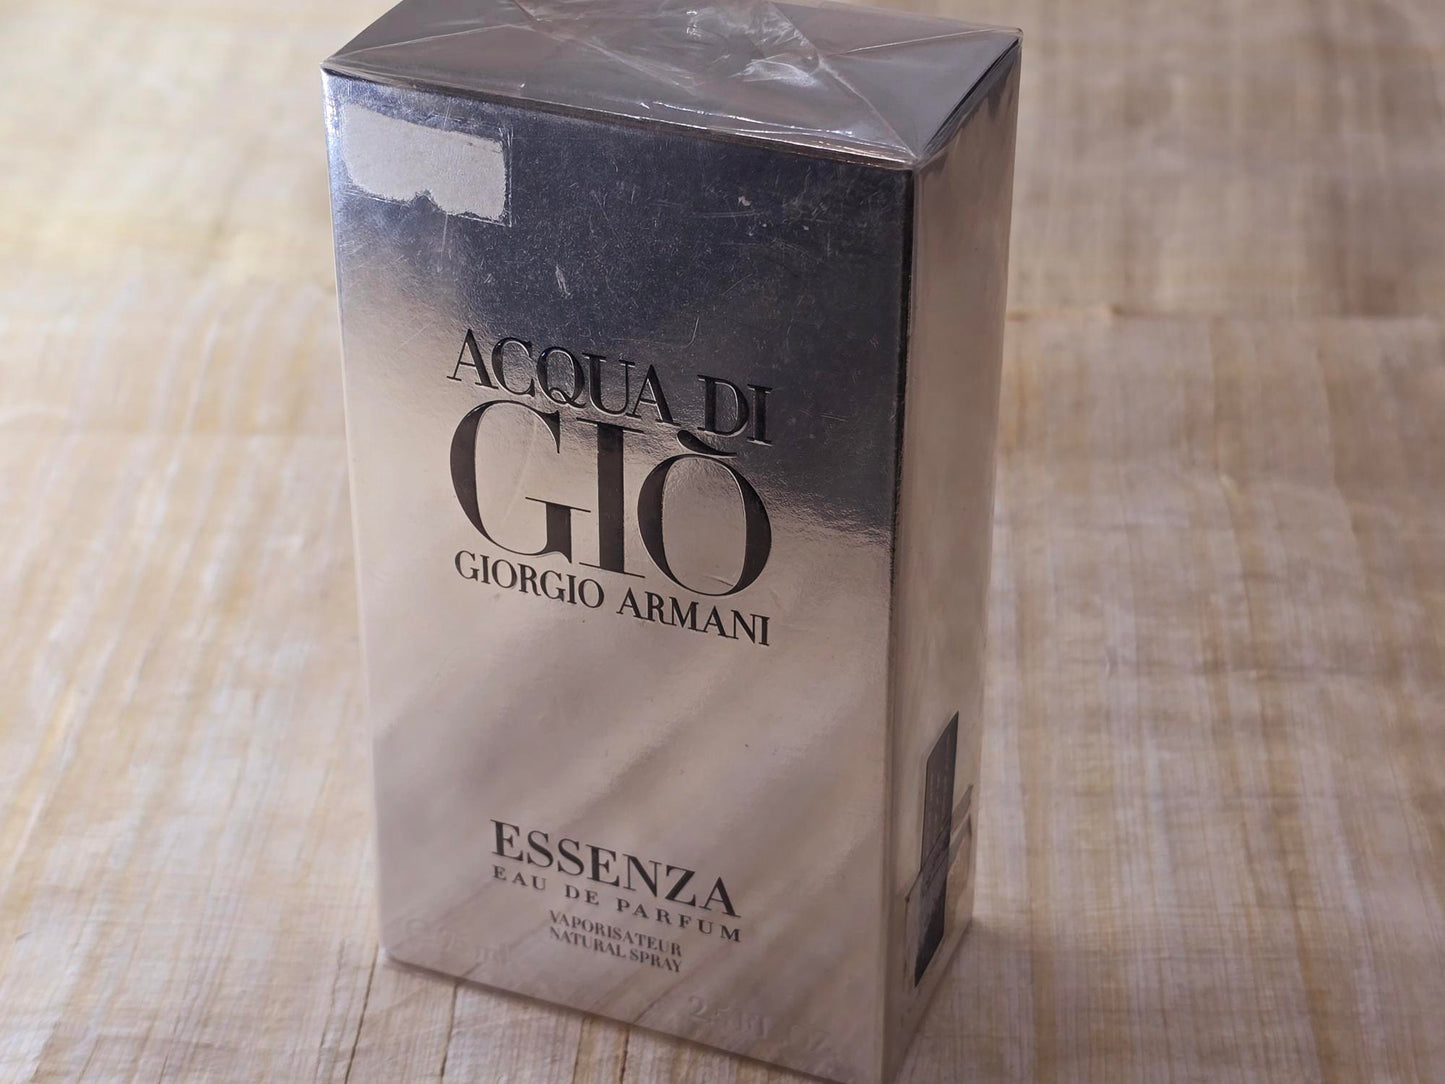 ACQUA DI
GIÒ
GIORGIO ARMANI
ESSENZA
EAU DE PARFUM
VAPORISATEUR
NATURAL SPRAY